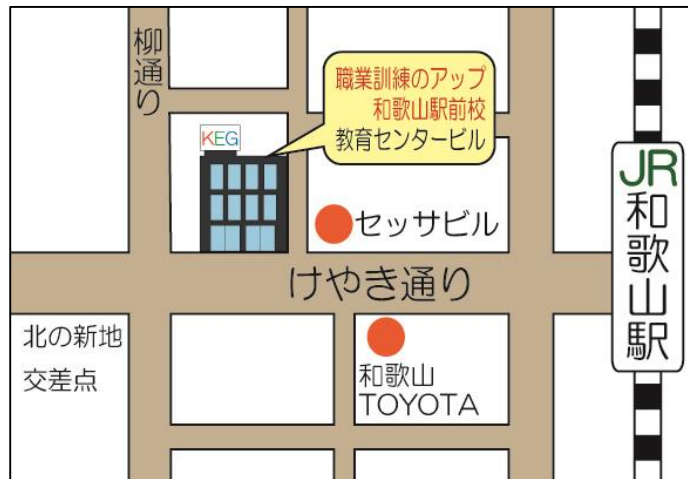 柳通り
職業訓練のアップ
和歌山駅前校
教育センタービル
KEG
JR和歌山駅
セッサビル
けやき通り
北の新地
交差点
和歌山
TOYOTA